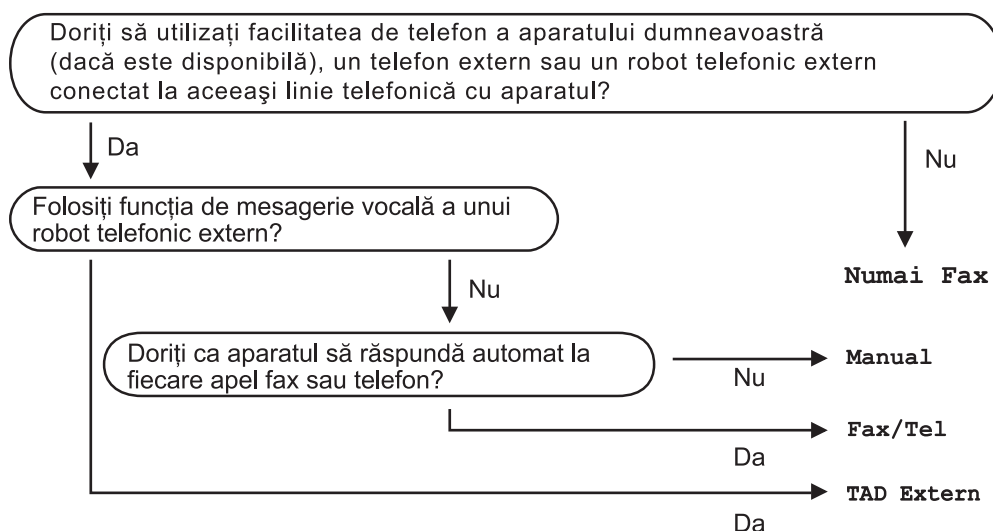 Doriți să utilizați facilitatea de telefon a aparatului dumneavoastră
(dacă este disponibilă), un telefon extern sau un robot telefonic extern
conectat la aceeaşi linie telefonică cu aparatul?
Da
Nu
Folosiți funcția de mesagerie vocală a unui
robot telefonic extern?
Numai Fax
Nu
Doriți ca aparatul să răspundă automat la
fiecare apel fax sau telefon?
Manual
Nu
Fax/Tel
Da
TAD Extern
Da